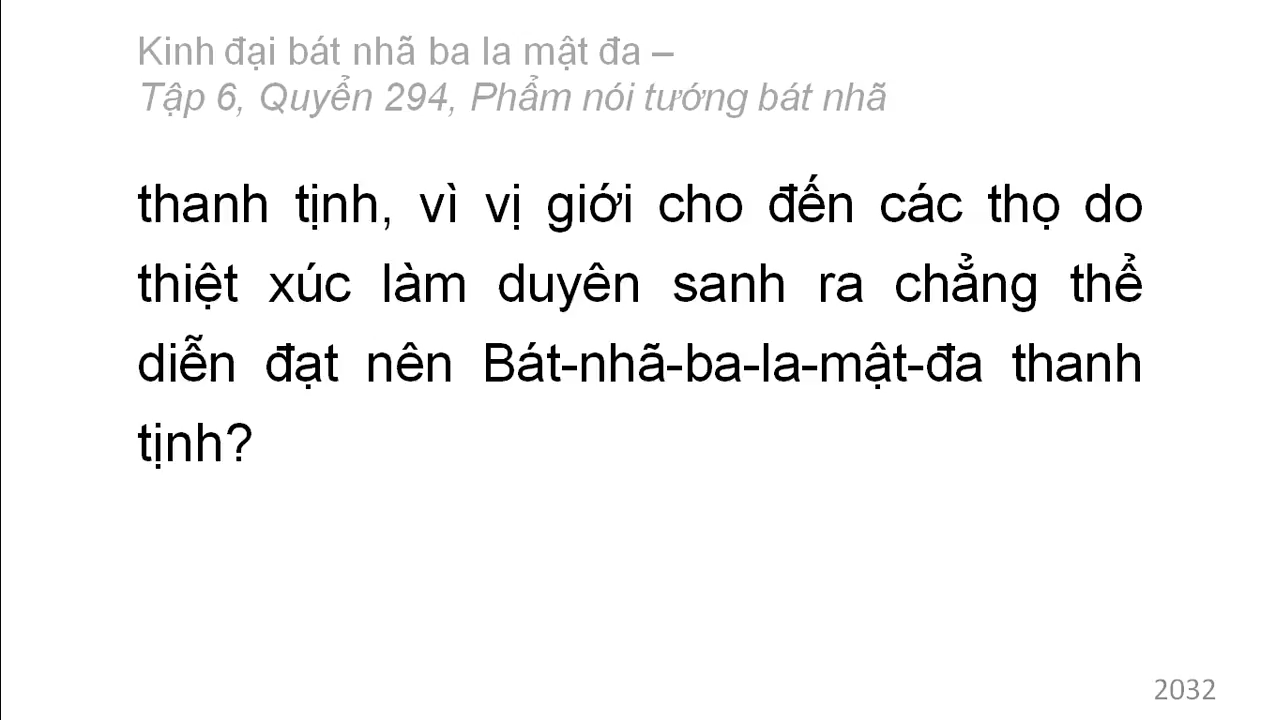 Kinh đại bát nhã ba la mật đa –
Tập 6, Quyển 294, Phẩm nói tướng bát nhã
thanh tịnh, vì vị giới cho đến các thọ do
thiệt xúc làm duyên sanh ra chẳng thể
diễn đạt nên Bát-nhã-ba-la-mật-đa thanh
tịnh?
2032